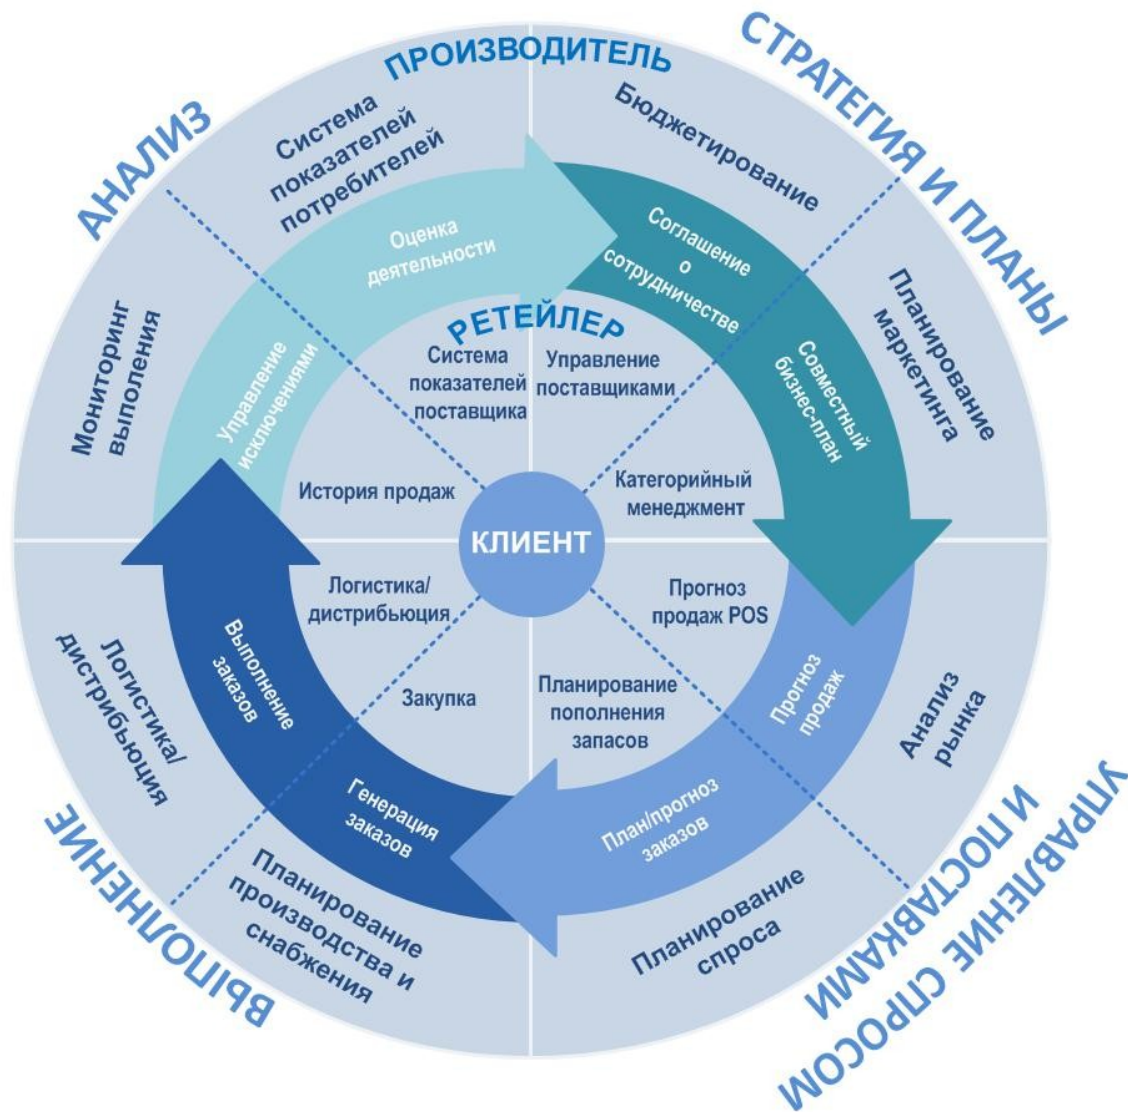 ПРОИЗВОДИТЕЛЬ
СТРАТЕГИЯ И ПЛАНЫ
АНАЛИЗ
Система
показателей
потребителей
Бюджетирование
Оценка
деятельности
Соглашение
о
сотрудничестве
Планирование
маркетинга
Мониторинг
выполения
Управление
исключениями
РЕТЕЙЛЕР
Система
показателей
поставщика
Управление
поставщиками
Совместный
бизнес-план
История продаж
Категорийный
менеджмент
КЛИЕНТ
Логистика/
дистрибьюция
Прогноз
продаж POS
Логистика/
дистрибьюция
Выполнение
заказов
Закупка
Планирование
пополнения
запасов
Прогноз
продаж
Анализ
рынка
Генерация
заказов
План/прогноз
заказов
Планирование
производства и
снабжения
Планирование
спроса
ВЫПОЛНЕНИЕ
УПРАВЛЕНИЕ СПРОСОМ
И ПОСТАВКАМИ